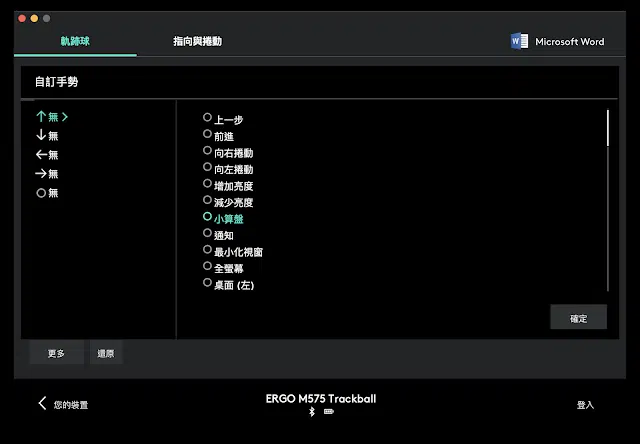 軌跡球
指向與捲動
Microsoft Word
自訂手勢
無
無
無
無
無
上一步
前進
向右捲動
向左捲動
增加亮度
減少亮度
小算盤
通知
最小化視窗
全螢幕
桌面 (左)
確定
更多
還原
您的裝置
ERGO M575 Trackball
登入